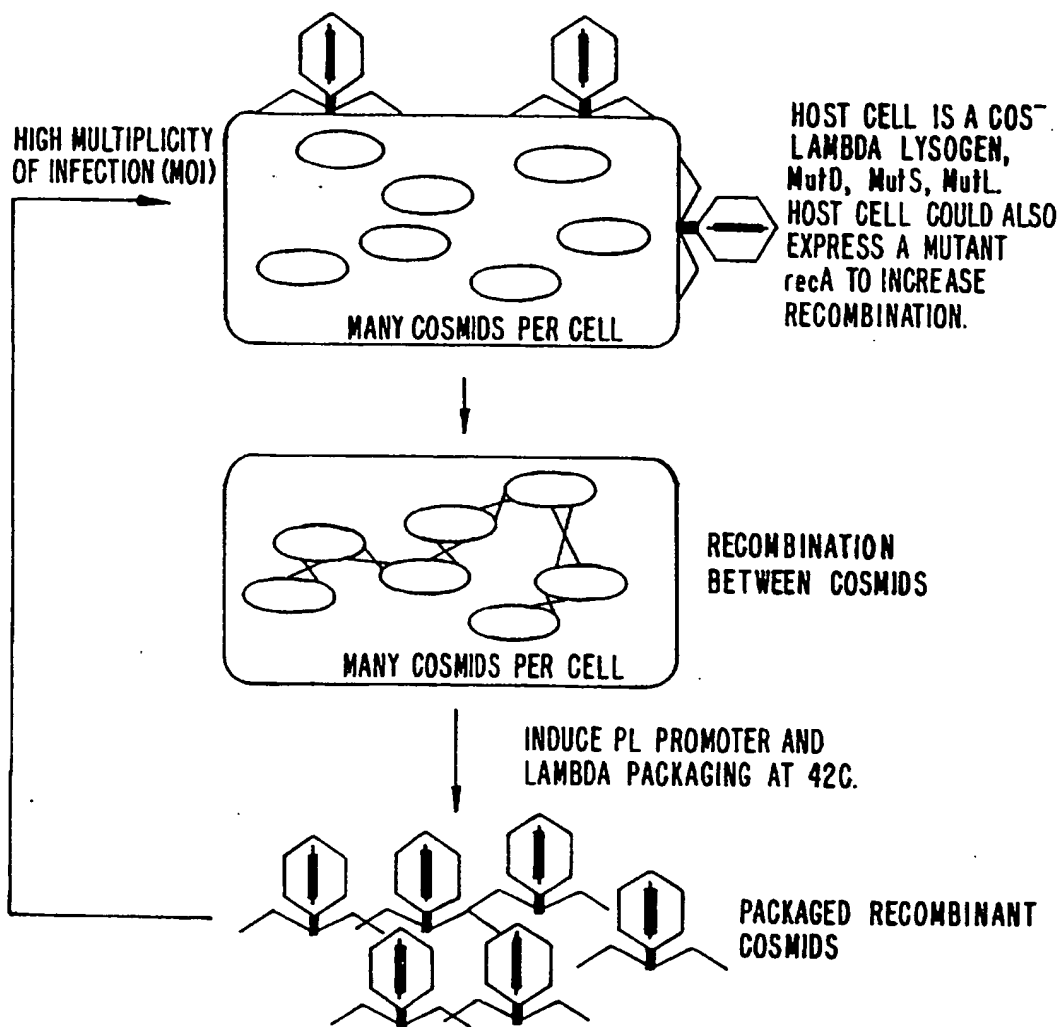 HIGH MULTIPLICITY
OF INFECTION (MOI)
HOST CELL IS A COS⁻
LAMBDA LYSOGEN,
MutD, MutS, MutL.
HOST CELL COULD ALSO
EXPRESS A MUTANT
recA TO INCREASE
RECOMBINATION.
MANY COSMIDS PER CELL
RECOMBINATION
BETWEEN COSMIDS
MANY COSMIDS PER CELL
INDUCE PL PROMOTER AND
LAMBDA PACKAGING AT 42C.
PACKAGED RECOMBINANT
COSMIDS